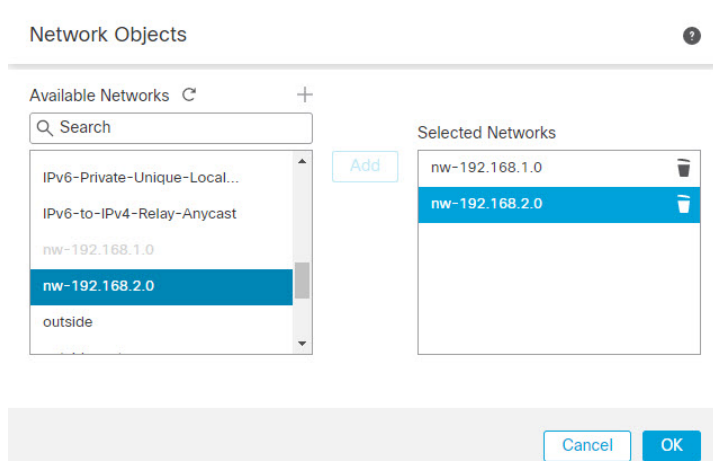 Network Objects
?
Available Networks
Search
IPv6-Private-Unique-Local...
IPv6-to-IPv4-Relay-Anycast
nw-192.168.1.0
nw-192.168.2.0
outside
Add
Selected Networks
nw-192.168.1.0
nw-192.168.2.0
Cancel
OK